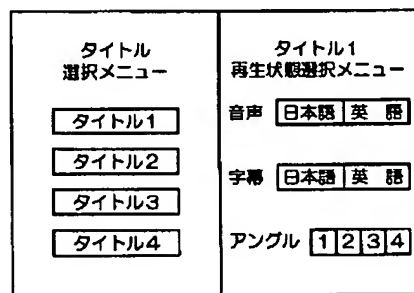 タイトル
選択メニュー
タイトル1
タイトル2
タイトル3
タイトル4
タイトル1
再生状態選択メニュー
音声 日本語 英 語
字幕 日本語 英 語
アングル 1 2 3 4